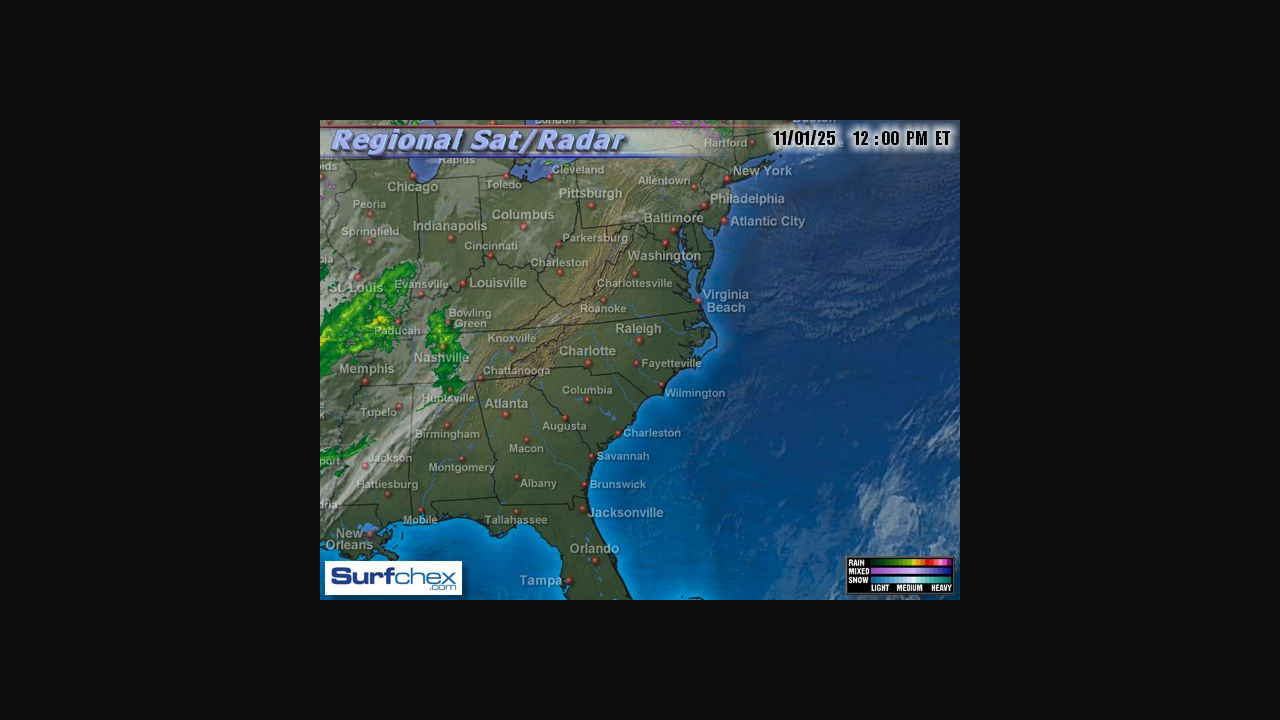 London
Boston
Regional Sat/Radar
11/01/25 12:00 PM ET
Hartford
Rapids
Cleveland
New York
Toledo
Allentown
Chicago
Pittsburgh
Philadelphia
Peoria
Columbus
Baltimore
Atlantic City
Indianapolis
Springfield
Parkersburg
Cincinnati
Washington
Charleston
St. Louis
Evansville
Louisville
Charlottesville
Virginia
Beach
Roanoke
Bowling
Green
Paducah
Raleigh
Knoxville
Nashville
Charlotte
Fayetteville
Memphis
Chattanooga
Huntsville
Columbia
Wilmington
Tupelo
Atlanta
Birmingham
Augusta
Charleston
Macon
Jackson
Savannah
Montgomery
Hattiesburg
Albany
Brunswick
Mobile
Tallahassee
Jacksonville
New
Orleans
Orlando
Tampa
Surfchex
.com
RAIN
MIXED
SNOW
LIGHT MEDIUM HEAVY